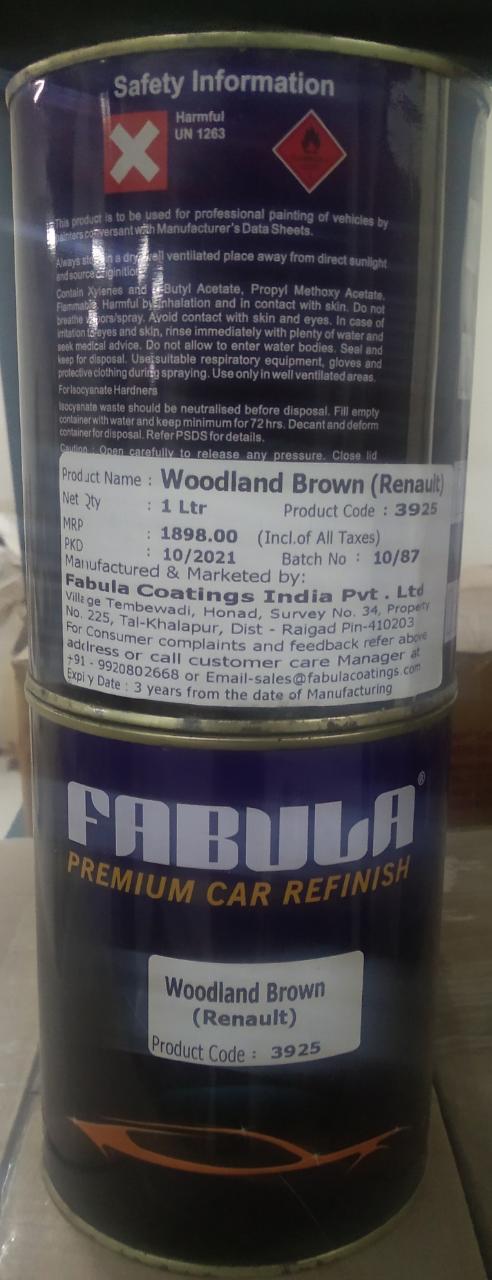 Safety Information
Harmful
UN 1263
This product is to be used for professional painting of vehicles by
painters conversant with Manufacturer's Data Sheets.
Always in a dry well ventilated place away from direct sunlight
and source
Contain Xylenes and Butyl Acetate, Propyl Methoxy Acetate.
Flammable. Harmful by inhalation and in contact with skin. Do not
breathe vapors/spray. Avoid contact with skin and eyes. In case of
irritation to eyes and skin, rinse immediately with plenty of water and
seek medical advice. Do not allow to enter water bodies. Seal and
keep for disposal. Use suitable respiratory equipment, gloves and
protective clothing during spraying. Use only in well ventilated areas.
For Isocyanate Hardners
Isocyanate waste should be neutralised before disposal. Fill empty
container with water and keep minimum for 72 hrs. Decant and deform
container for disposal. Refer PSDS for details.
Caution : Open carefully to release any pressure. Close lid
Product Name : Woodland Brown (Renault)
Net Qty : 1 Ltr Product Code : 3925
MRP : 1898.00 (Incl.of All Taxes)
PKD : 10/2021 Batch No : 10/87
Manufactured & Marketed by:
Fabula Coatings India Pvt . Ltd
Village Tembewadi, Honad, Survey No. 34, Property
No. 225, Tal-Khalapur, Dist - Raigad Pin-410203
For Consumer complaints and feedback refer above
address or call customer care Manager at
+91 - 9920802668 or Email-sales@fabulacoatings.com
Expiry Date : 3 years from the date of Manufacturing
FABULA®
PREMIUM CAR REFINISH
Woodland Brown
(Renault)
Product Code : 3925